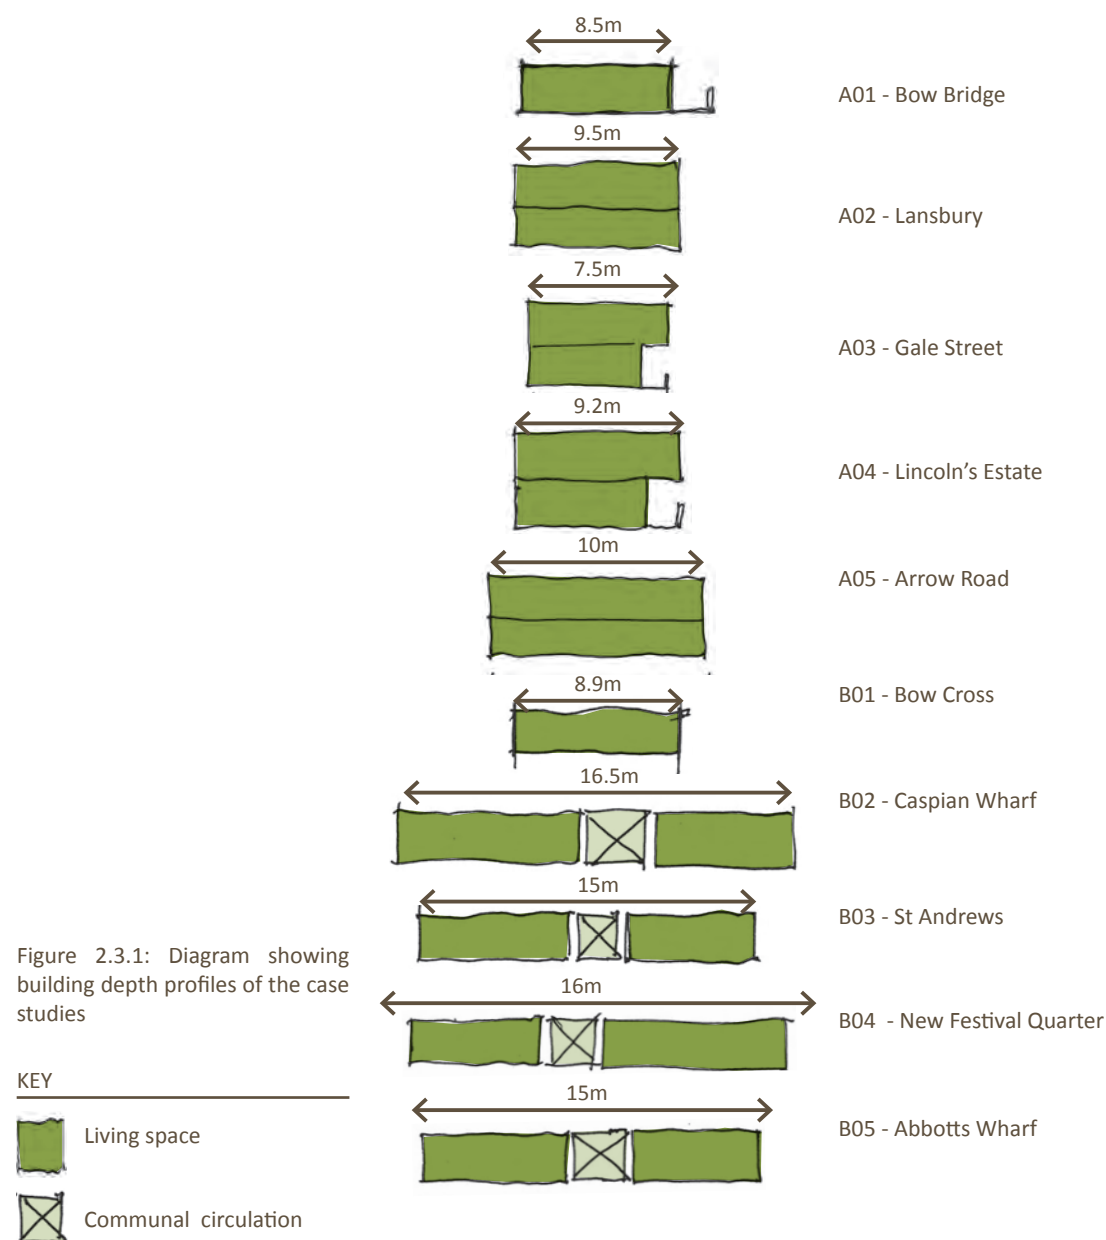 8.5m
A01 - Bow Bridge
9.5m
A02 - Lansbury
7.5m
A03 - Gale Street
9.2m
A04 - Lincoln's Estate
10m
A05 - Arrow Road
8.9m
B01 - Bow Cross
16.5m
B02 - Caspian Wharf
15m
B03 - St Andrews
16m
B04 - New Festival Quarter
15m
B05 - Abbotts Wharf
Figure 2.3.1: Diagram showing
building depth profiles of the case
studies
KEY
Living space
Communal circulation